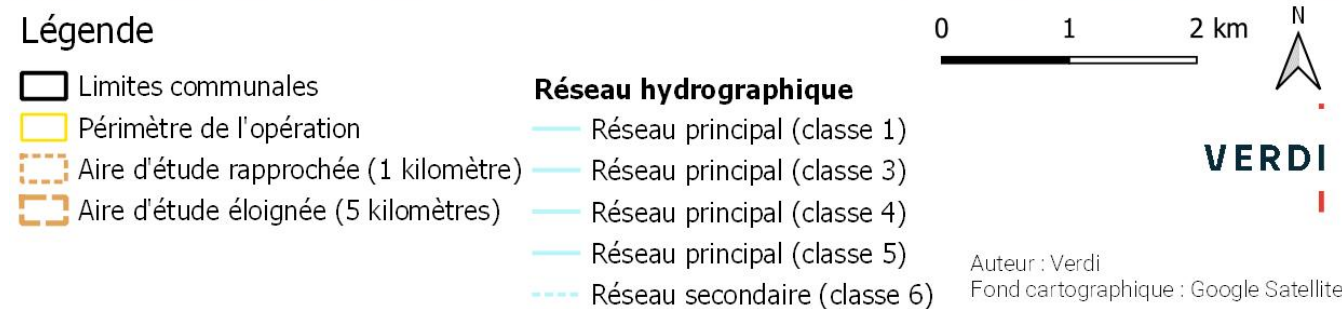 Légende
Limites communales
Périmètre de l'opération
Aire d'étude rapprochée (1 kilomètre)
Aire d'étude éloignée (5 kilomètres)
Réseau hydrographique
Réseau principal (classe 1)
Réseau principal (classe 3)
Réseau principal (classe 4)
Réseau principal (classe 5)
Réseau secondaire (classe 6)
0 1 2 km
N
VERDI
Auteur : Verdi
Fond cartographique : Google Satellite